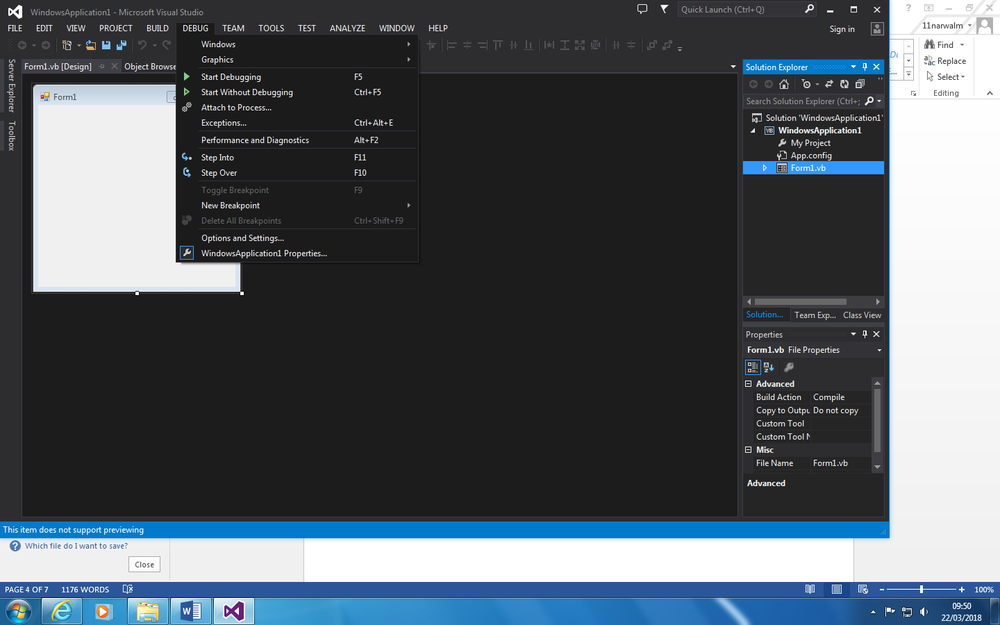 WindowsApplication1 - Microsoft Visual Studio
Quick Launch (Ctrl+Q)
FILE EDIT VIEW PROJECT BUILD DEBUG TEAM TOOLS TEST ANALYZE WINDOW HELP
Sign in
11narwalm
Find
Replace
Select
Editing
Server Explorer
Toolbox
Form1.vb [Design]
Object Browse
Form1
Windows
Graphics
Start Debugging F5
Start Without Debugging Ctrl+F5
Attach to Process...
Exceptions... Ctrl+Alt+E
Performance and Diagnostics Alt+F2
Step Into F11
Step Over F10
Toggle Breakpoint F9
New Breakpoint
Delete All Breakpoints Ctrl+Shift+F9
Options and Settings...
WindowsApplication1 Properties...
Solution Explorer
Search Solution Explorer (Ctrl+;
Solution 'WindowsApplication1'
VB WindowsApplication1
My Project
App.config
Form1.vb
Solution... Team Exp... Class View
Properties
Form1.vb File Properties
Advanced
Build Action Compile
Copy to Outpu Do not copy
Custom Tool
Custom Tool N
Misc
File Name Form1.vb
Advanced
This item does not support previewing
Which file do I want to save?
Close
PAGE 4 OF 7 1176 WORDS
100%
09:50
22/03/2018